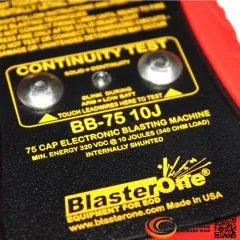 CONTINUITY TEST
SOLID = CONTINUITY
BLINK DURING
ARM = LOW BATT
TOUCH LEADWIRES HERE TO TEST
BB-75 10J
75 CAP ELECTRONIC BLASTING MACHINE
MIN. ENERGY 320 VDC @ 10 JOULES (540 OHM LOAD)
INTERNALLY SHUNTED
BlasterOne
EQUIPMENT FOR EOD
www.blasterone.com Made in USA